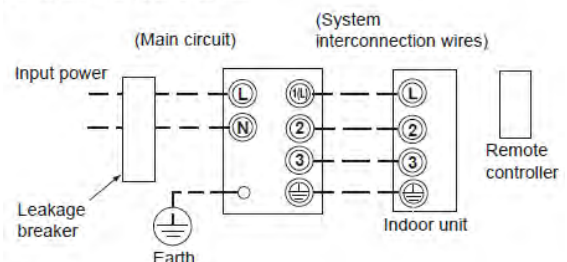 (System
(Main circuit)
interconnection wires)
Input power
L 1/(L) L
N 2 2
3 3
Remote
controller
Leakage
breaker
Indoor unit
Earth